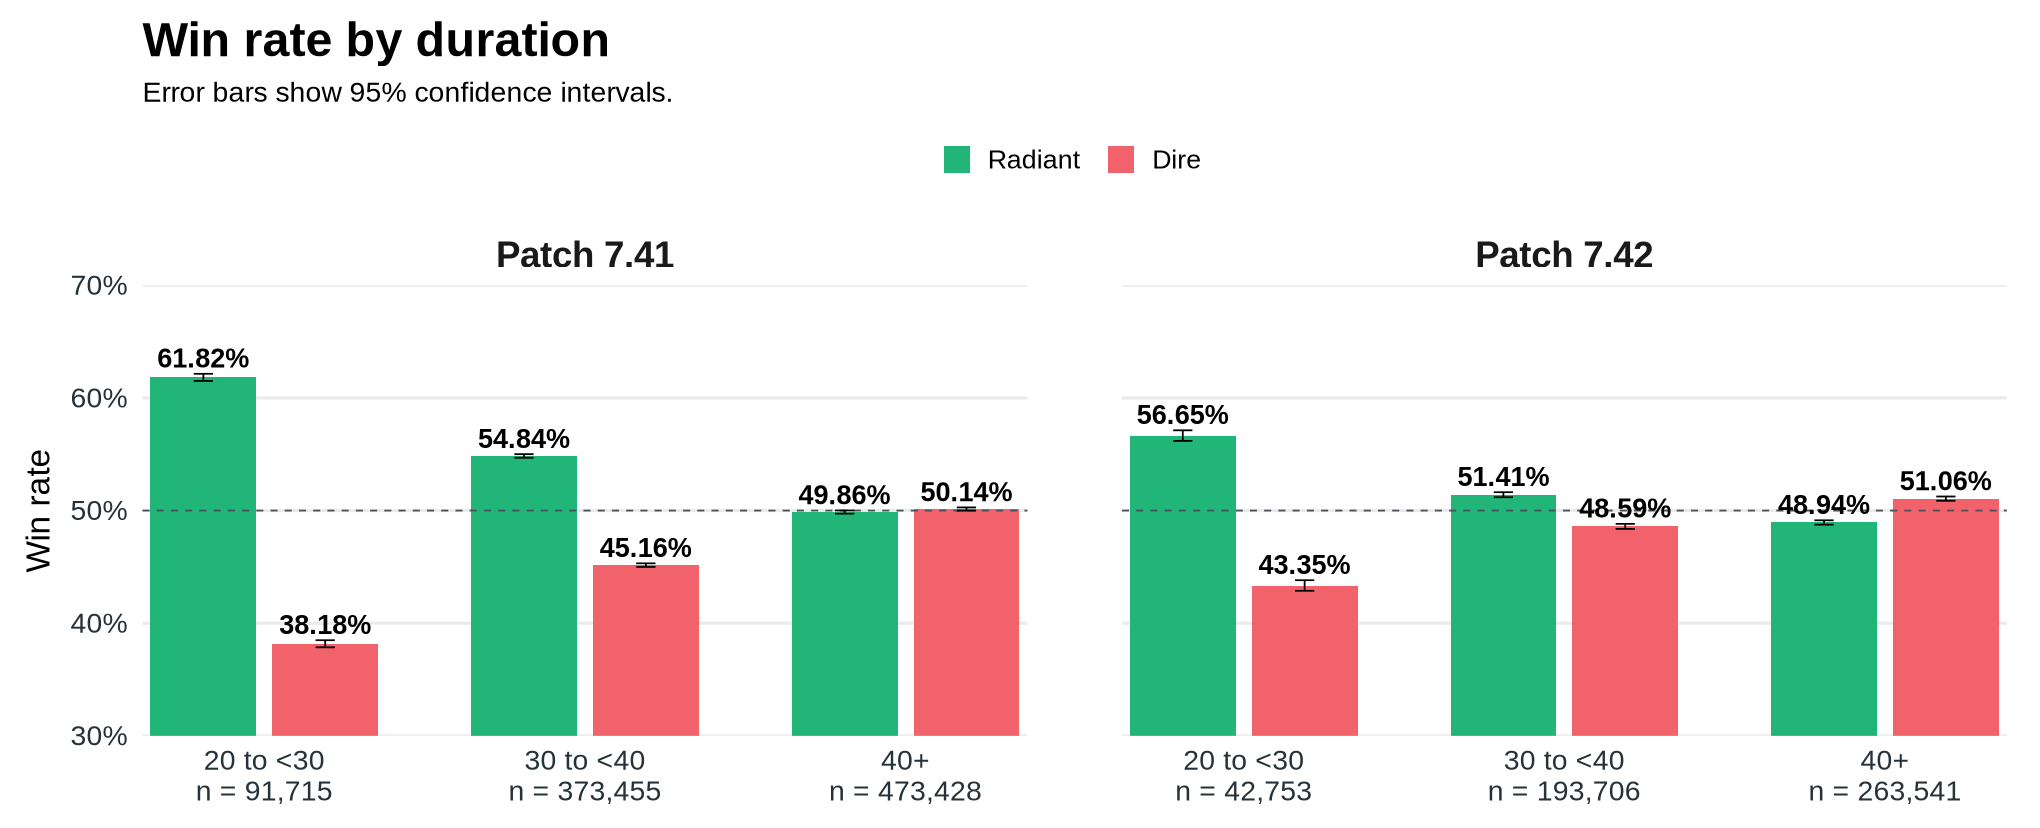 Win rate by duration
Error bars show 95% confidence intervals.
Radiant Dire
Patch 7.41
Patch 7.42
Win rate
70%
60%
50%
40%
30%
61.82%
38.18%
54.84%
45.16%
49.86%
50.14%
56.65%
43.35%
51.41%
48.59%
48.94%
51.06%
20 to <30
n = 91,715
30 to <40
n = 373,455
40+
n = 473,428
20 to <30
n = 42,753
30 to <40
n = 193,706
40+
n = 263,541